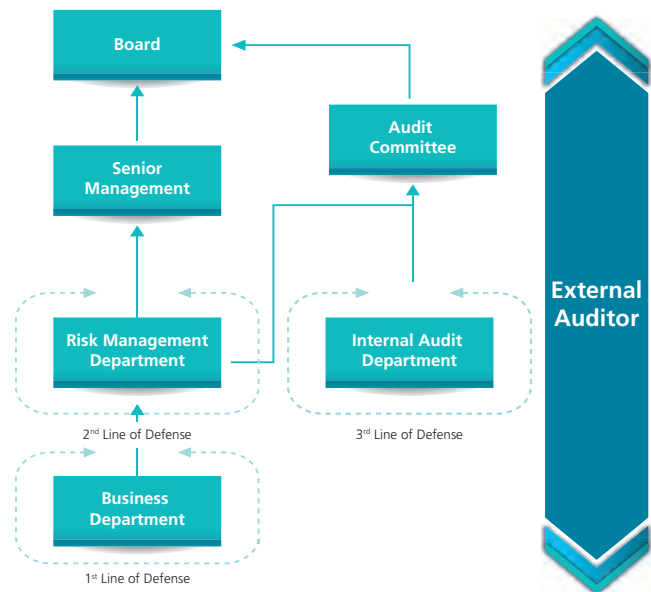 Board
Audit
Committee
Senior
Management
External
Auditor
Risk Management
Department
Internal Audit
Department
2nd Line of Defense
3rd Line of Defense
Business
Department
1st Line of Defense